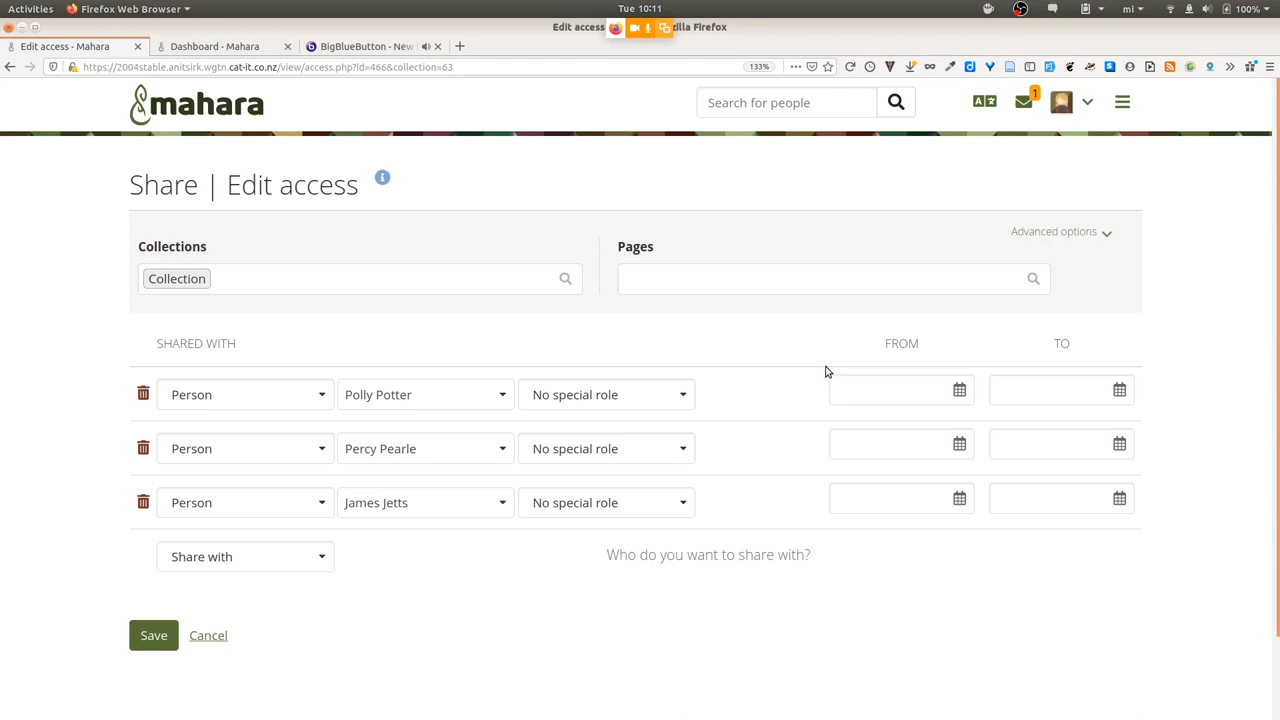 Activities Firefox Web Browser Tue 10:11 ml 100%
Edit access zilla Firefox
Edit access - Mahara Dashboard - Mahara BigBlueButton - New
https://2004stable.anitsirk.wgtn.cat-it.co.nz/view/access.php?id=466&collection=63 133%
mahara Search for people 1
Share | Edit access
Advanced options
Collections Pages
Collection
SHARED WITH FROM TO
Person Polly Potter No special role
Person Percy Pearle No special role
Person James Jetts No special role
Share with Who do you want to share with?
Save Cancel